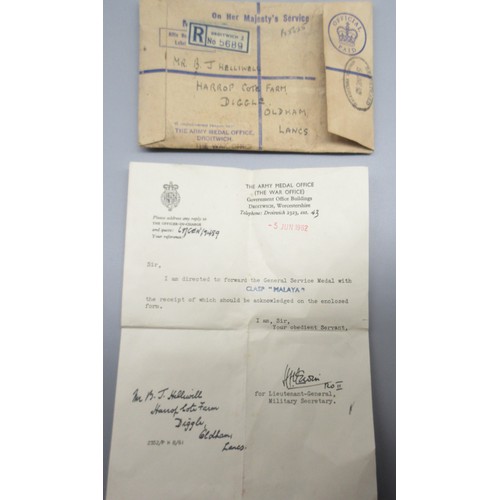 On Her Majesty's Service
OFFICIAL
PAID
R
DROITWICH 2
No 5689
MR B J HELLIWELL
HARROP COTE FARM
DIGGLE
OLDHAM
LANCS
THE ARMY MEDAL OFFICE,
DROITWICH
THE ARMY MEDAL OFFICE
(THE WAR OFFICE)
Government Office Buildings
DROITWICH, Worcestershire
Telephone: Droitwich 2323, ext. 43
Please address any reply to
THE OFFICER-IN-CHARGE
and quote:
Your reference:
-5 JUN 1962
Sir,
I am directed to forward the General Service Medal with
CLASP "MALAYA"
the receipt of which should be acknowledged on the enclosed
form.
I am, Sir,
Your obedient Servant,
for Lieutenant-General,
Military Secretary.
Mr B. J. Helliwell
Harrop Cote Farm
Diggle,
Oldham,
Lancs.